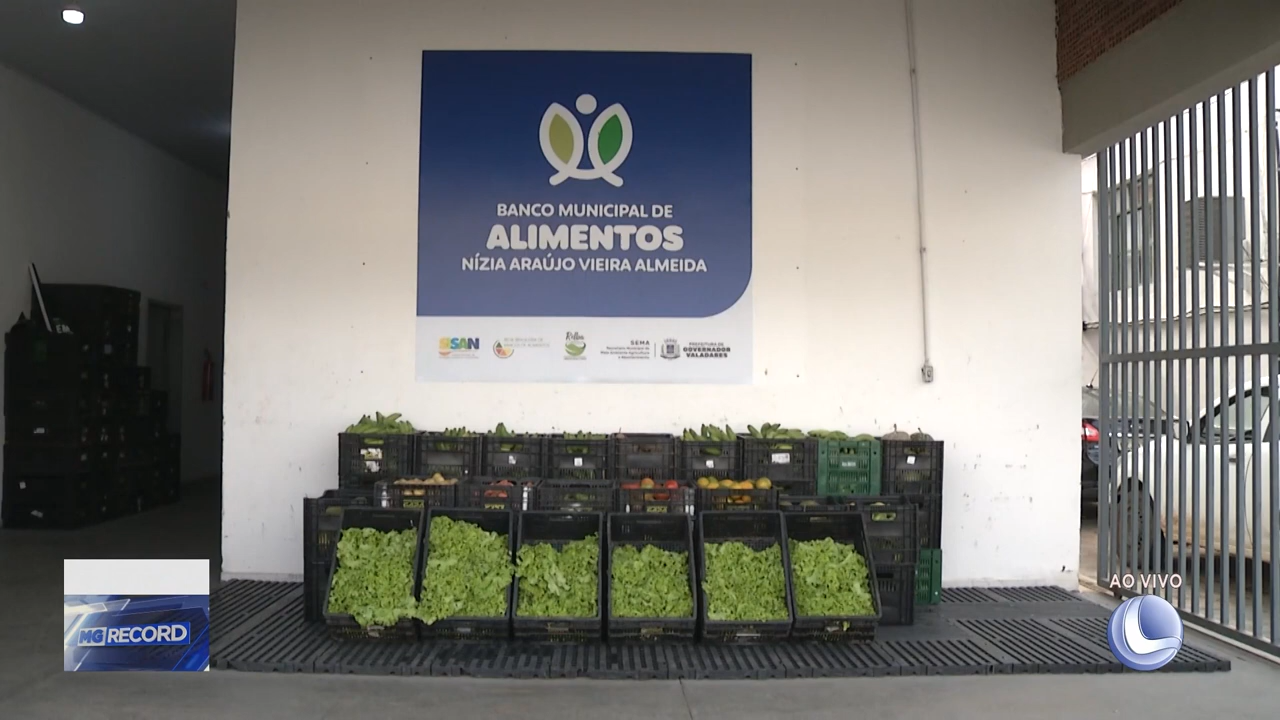 BANCO MUNICIPAL DE
ALIMENTOS
NÍZIA ARAÚJO VIEIRA ALMEIDA
SISAN
SEMA
PREFEITURA DE
GOVERNADOR
VALADARES
AO VIVO
MG RECORD